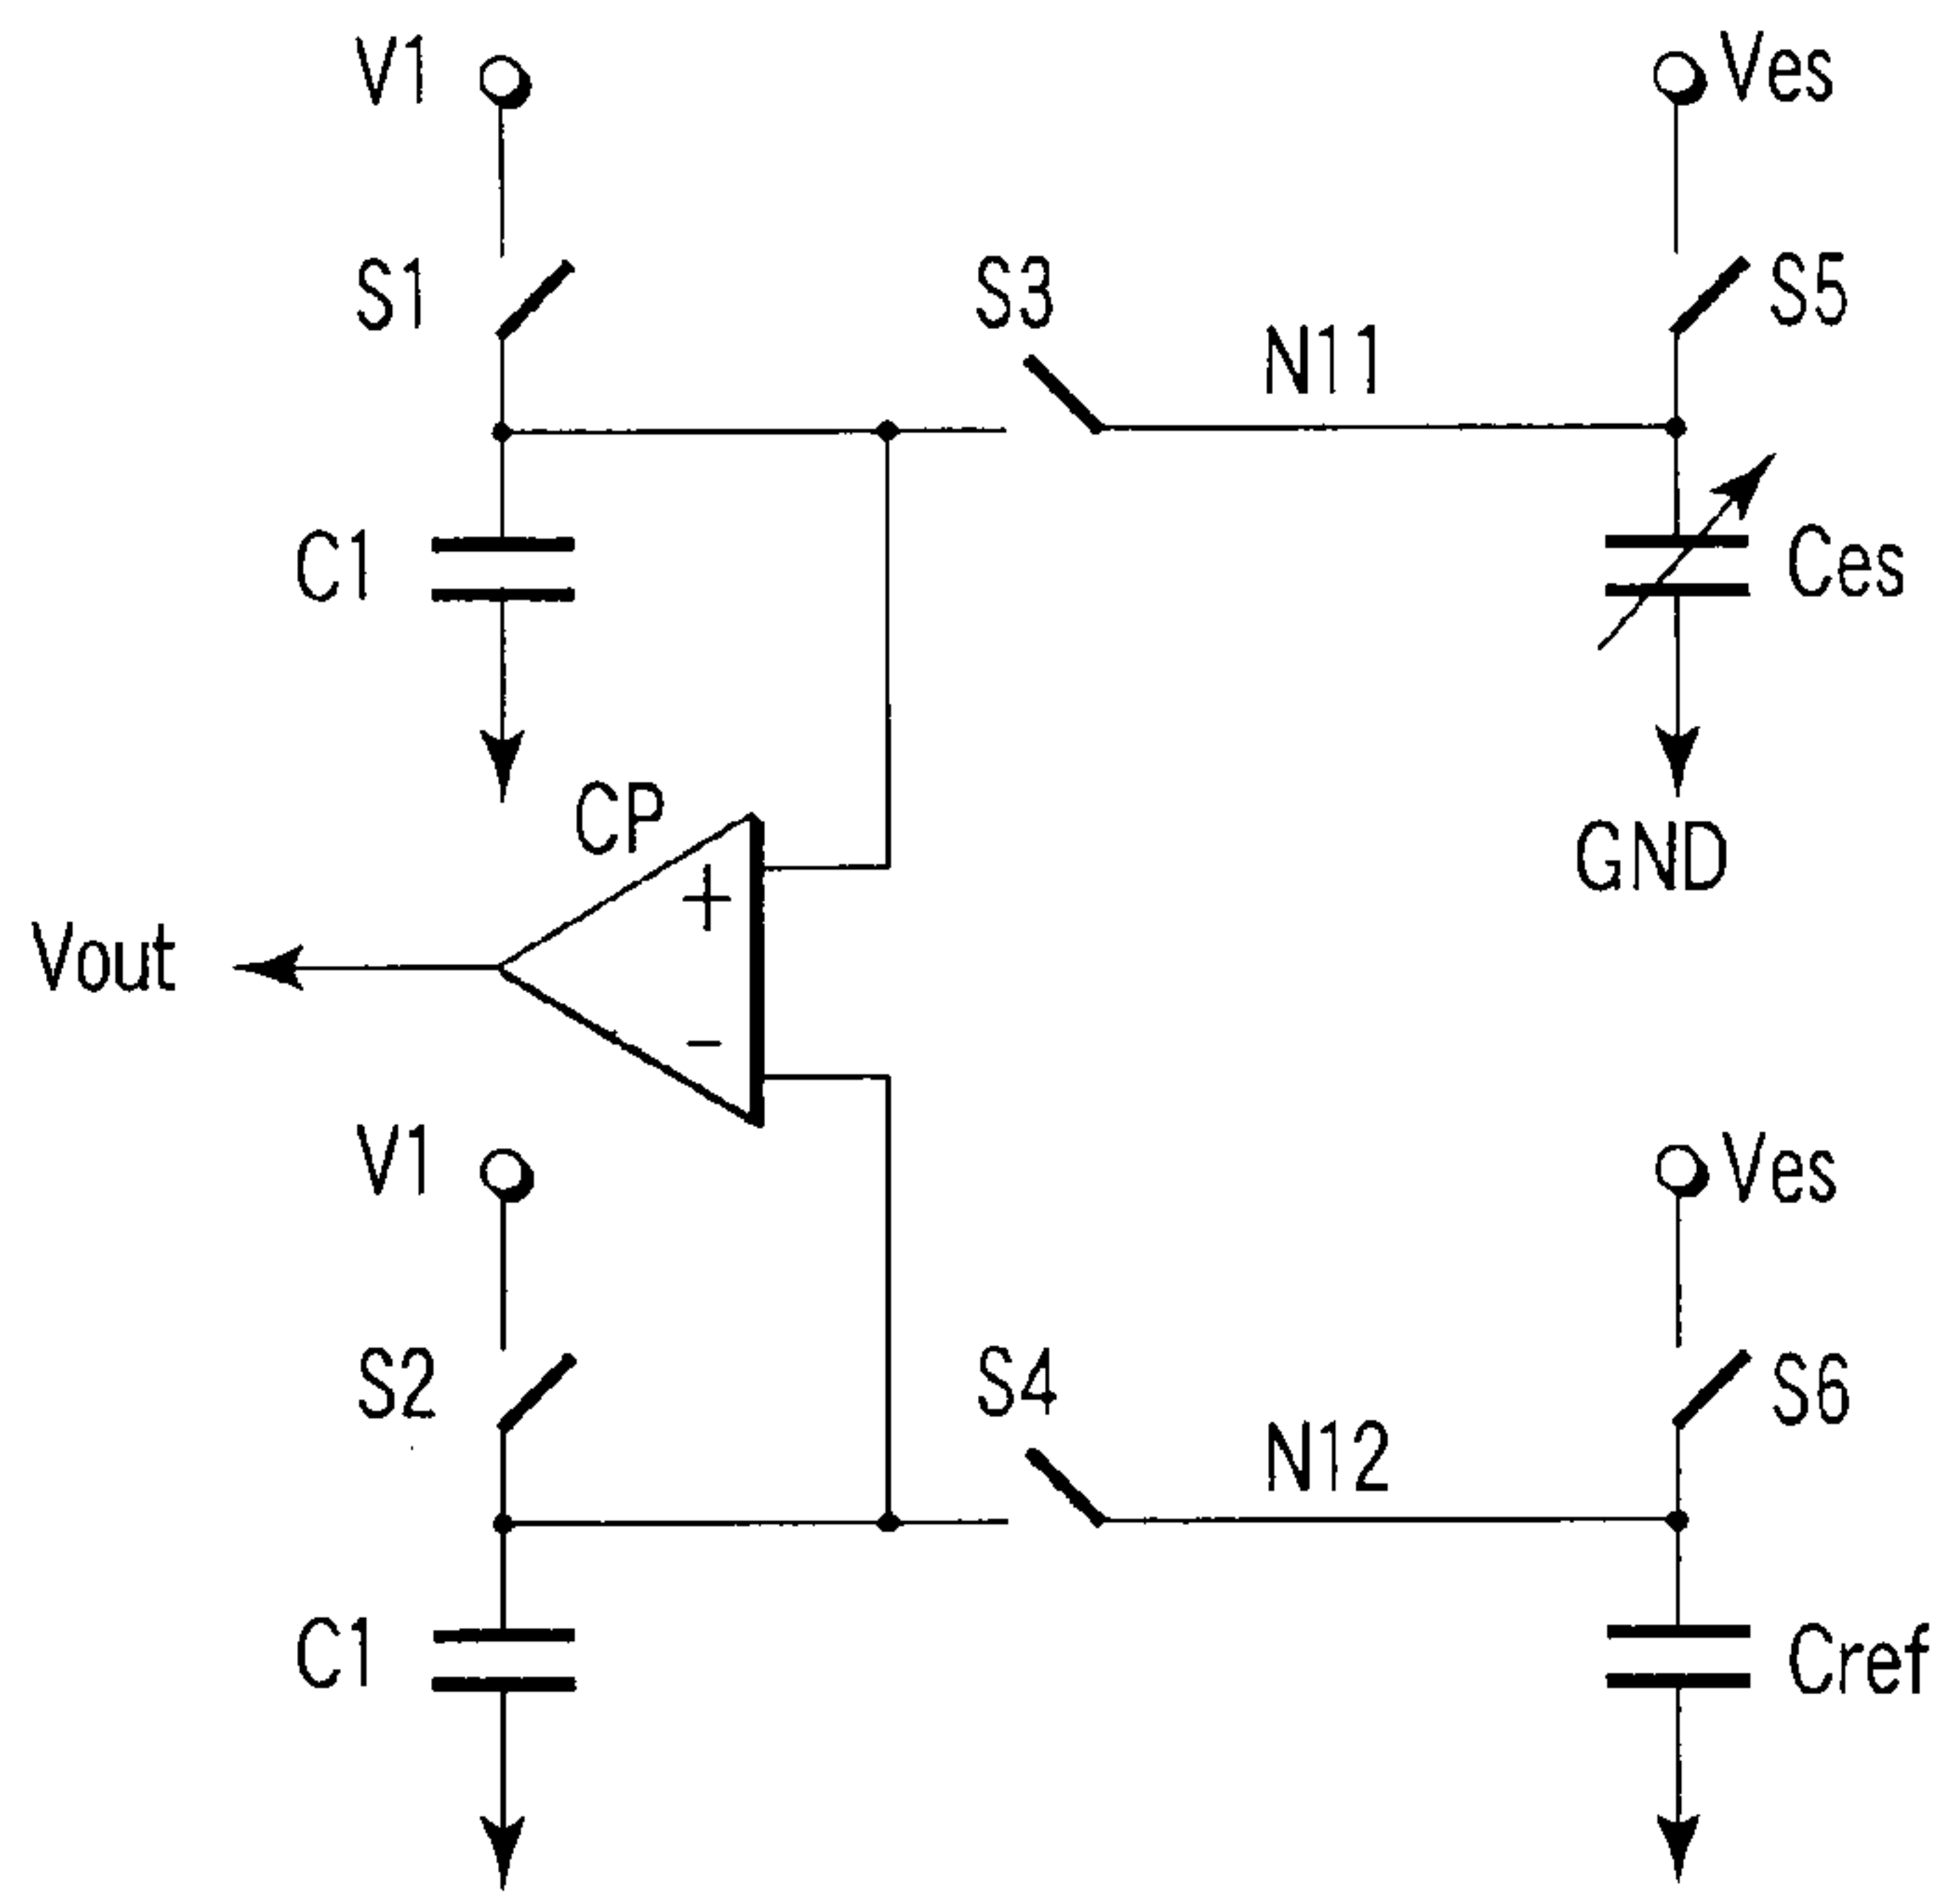 V1
Ves
S1
S3
S5
N11
C1
Ces
CP
GND
+
Vout
-
V1
Ves
S2
S4
S6
N12
C1
Cref